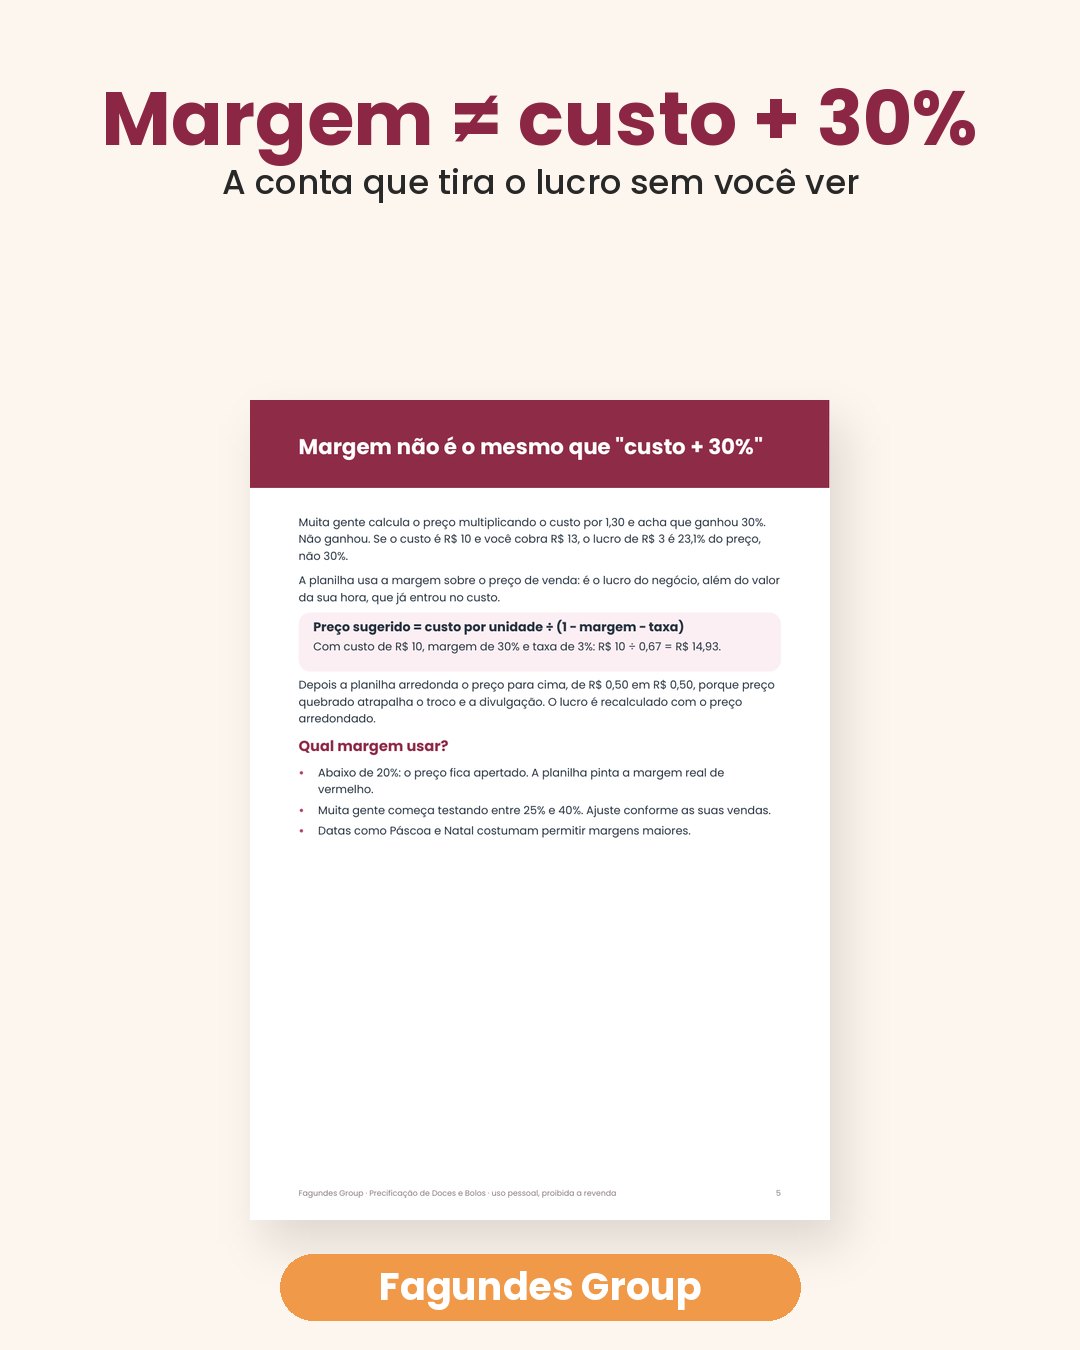 Margem ≠ custo + 30%
A conta que tira o lucro sem você ver
Margem não é o mesmo que "custo + 30%"
Muita gente calcula o preço multiplicando o custo por 1,30 e acha que ganhou 30%.
Não ganhou. Se o custo é R$ 10 e você cobra R$ 13, o lucro de R$ 3 é 23,1% do preço,
não 30%.
A planilha usa a margem sobre o preço de venda: é o lucro do negócio, além do valor
da sua hora, que já entrou no custo.
Preço sugerido = custo por unidade ÷ (1 - margem - taxa)
Com custo de R$ 10, margem de 30% e taxa de 3%: R$ 10 ÷ 0,67 = R$ 14,93.
Depois a planilha arredonda o preço para cima, de R$ 0,50 em R$ 0,50, porque preço
quebrado atrapalha o troco e a divulgação. O lucro é recalculado com o preço
arredondado.
Qual margem usar?
• Abaixo de 20%: o preço fica apertado. A planilha pinta a margem real de
vermelho.
• Muita gente começa testando entre 25% e 40%. Ajuste conforme as suas vendas.
• Datas como Páscoa e Natal costumam permitir margens maiores.
Fagundes Group · Precificação de Doces e Bolos · uso pessoal, proibida a revenda 5
Fagundes Group